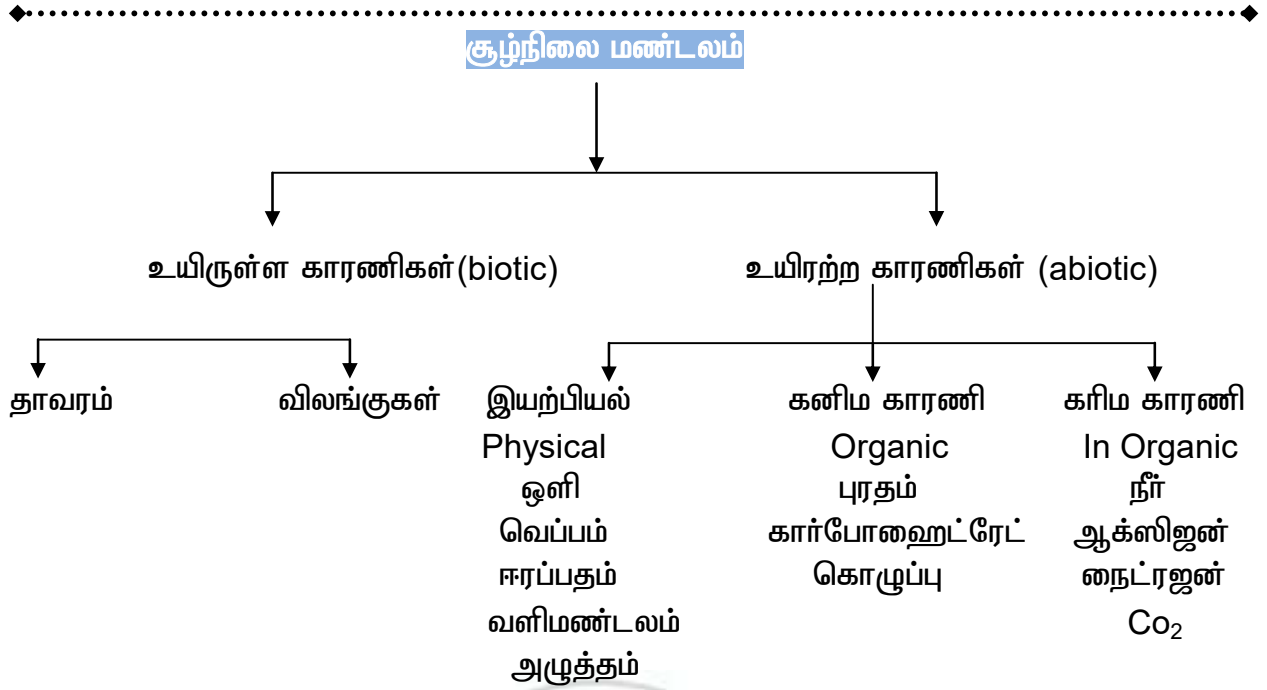 சூழ்நிலை மண்டலம்
உயிருள்ள காரணிகள்(biotic) உயிரற்ற காரணிகள் (abiotic)
தாவரம் விலங்குகள் இயற்பியல் கனிம காரணி கரிம காரணி
Physical Organic In Organic
ஒளி புரதம் நீர்
வெப்பம் கார்போஹைட்ரேட் ஆக்ஸிஜன்
ஈரப்பதம் கொழுப்பு நைட்ரஜன்
வளிமண்டலம் Co₂
அழுத்தம்